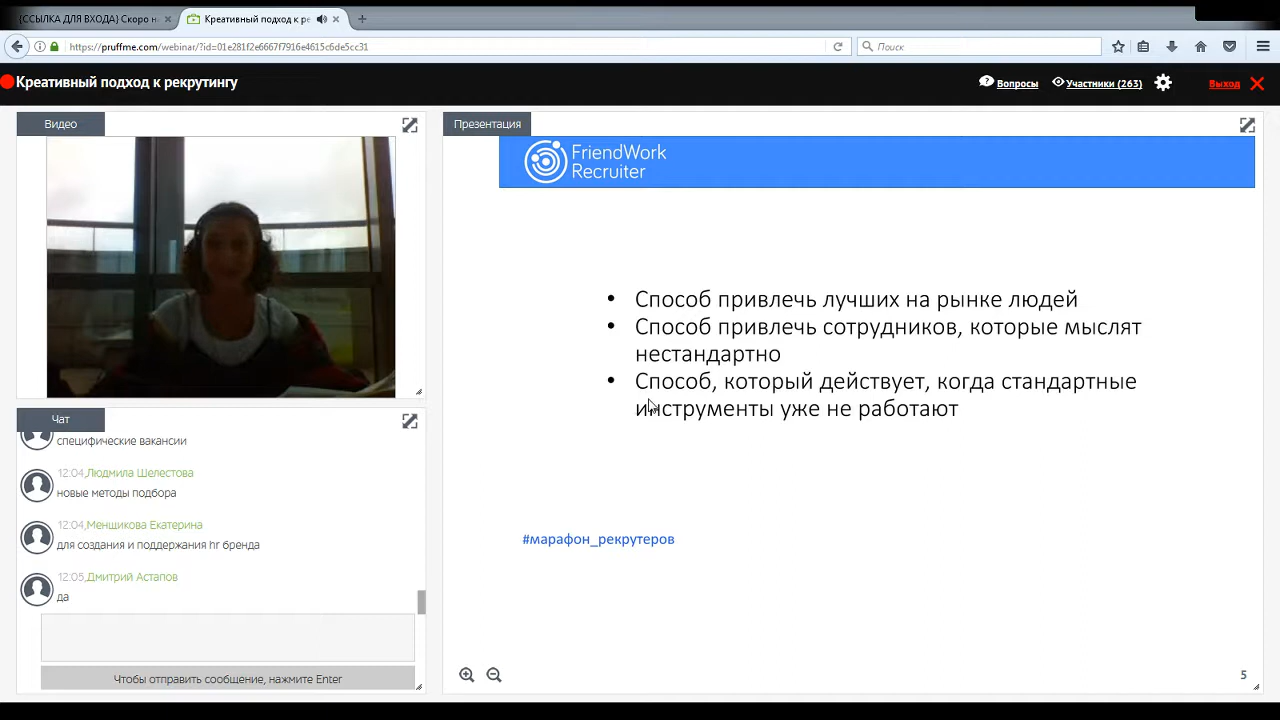 (ССЫЛКА ДЛЯ ВХОДА) Скоро н
Креативный подход к ре
https://pruffme.com/webinar/?id=01e281f2e6667f7916e4615c6de5cc31
Поиск
Креативный подход к рекрутингу
Вопросы
Участники (263)
Выход
Видео
Презентация
FriendWork
Recruiter
• Способ привлечь лучших на рынке людей
• Способ привлечь сотрудников, которые мыслят
нестандартно
• Способ, который действует, когда стандартные
инструменты уже не работают
#марафон_рекрутеров
5
Чат
специфические вакансии
12:04,Людмила Шелестова
новые методы подбора
12:04,Менщикова Екатерина
для создания и поддержания hr бренда
12:05,Дмитрий Астапов
да
Чтобы отправить сообщение, нажмите Enter